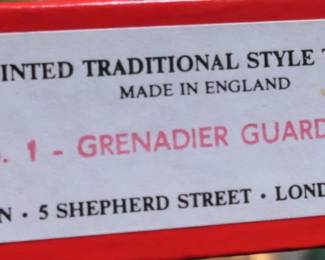 INTED TRADITIONAL STYLE T
MADE IN ENGLAND
. 1 - GRENADIER GUARD
N · 5 SHEPHERD STREET · LOND